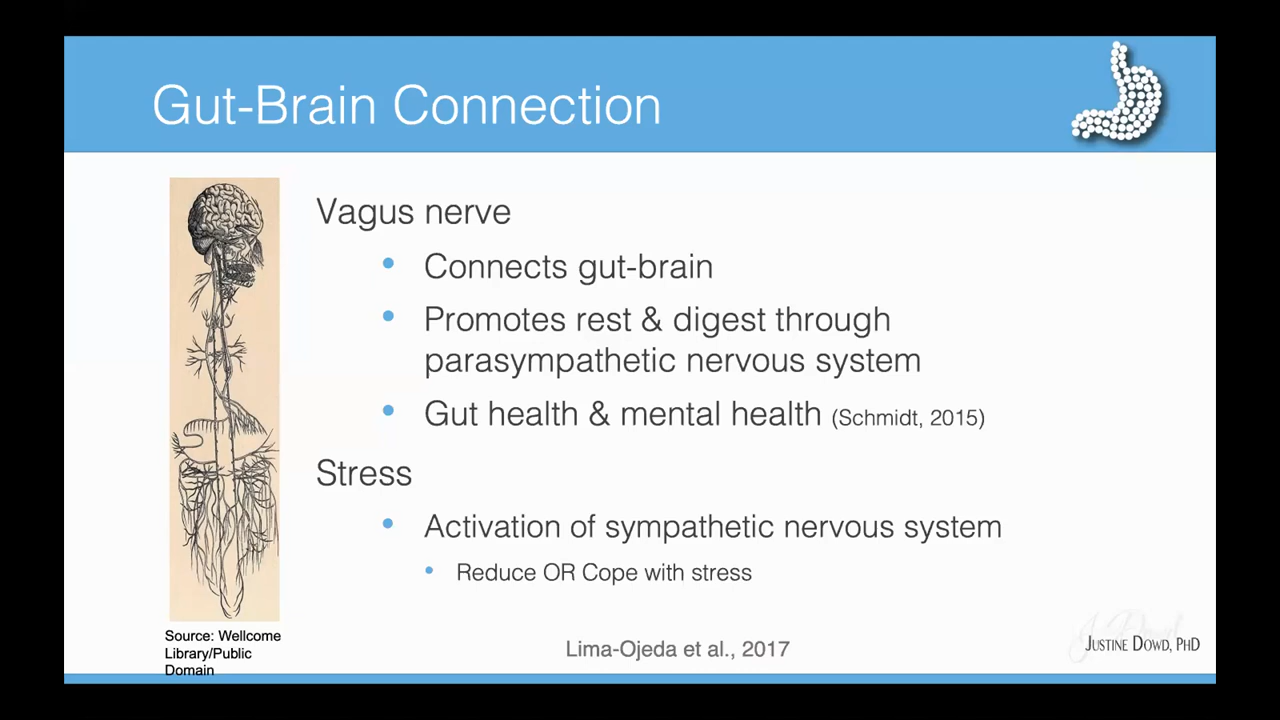 Gut-Brain Connection
Vagus nerve
• Connects gut-brain
• Promotes rest & digest through
parasympathetic nervous system
• Gut health & mental health (Schmidt, 2015)
Stress
• Activation of sympathetic nervous system
• Reduce OR Cope with stress
Source: Wellcome
Library/Public
Domain
Lima-Ojeda et al., 2017
JUSTINE DOWD, PHD